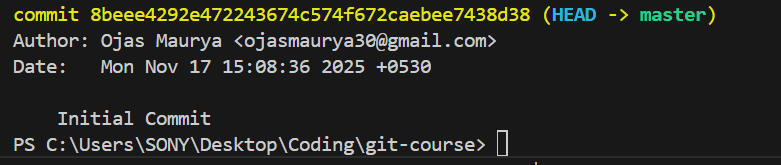 commit 8beee4292e472243674c574f672caebee7438d38 (HEAD -> master)
Author: Ojas Maurya <ojasmaurya30@gmail.com>
Date:   Mon Nov 17 15:08:36 2025 +0530
    Initial Commit
PS C:\Users\SONY\Desktop\Coding\git-course>